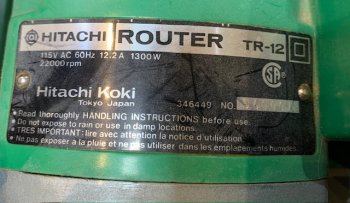 HITACHI ROUTER TR-12
115V AC 60Hz 12.2A 1300W
22000rpm
Hitachi Koki
Tokyo Japan
346449 NO.
• Read thoroughly HANDLING INSTRUCTIONS before use.
• Do not expose to rain or use in damp locations.
• TRES IMPORTANT: lire avec attention la notice d'utilisation.
• Ne pas exposer a la pluie et ne pas utiliser dans les emplacements humides.